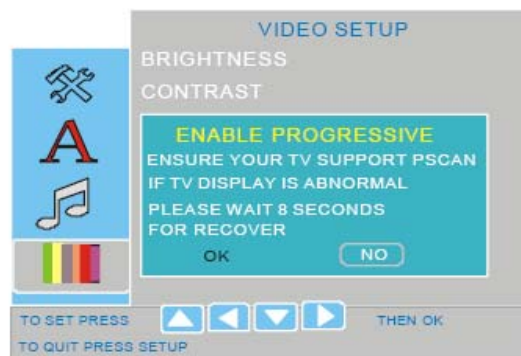 VIDEO SETUP
BRIGHTNESS
CONTRAST
A
ENABLE PROGRESSIVE
ENSURE YOUR TV SUPPORT PSCAN
IF TV DISPLAY IS ABNORMAL
PLEASE WAIT 8 SECONDS
FOR RECOVER
OK NO
TO SET PRESS THEN OK
TO QUIT PRESS SETUP